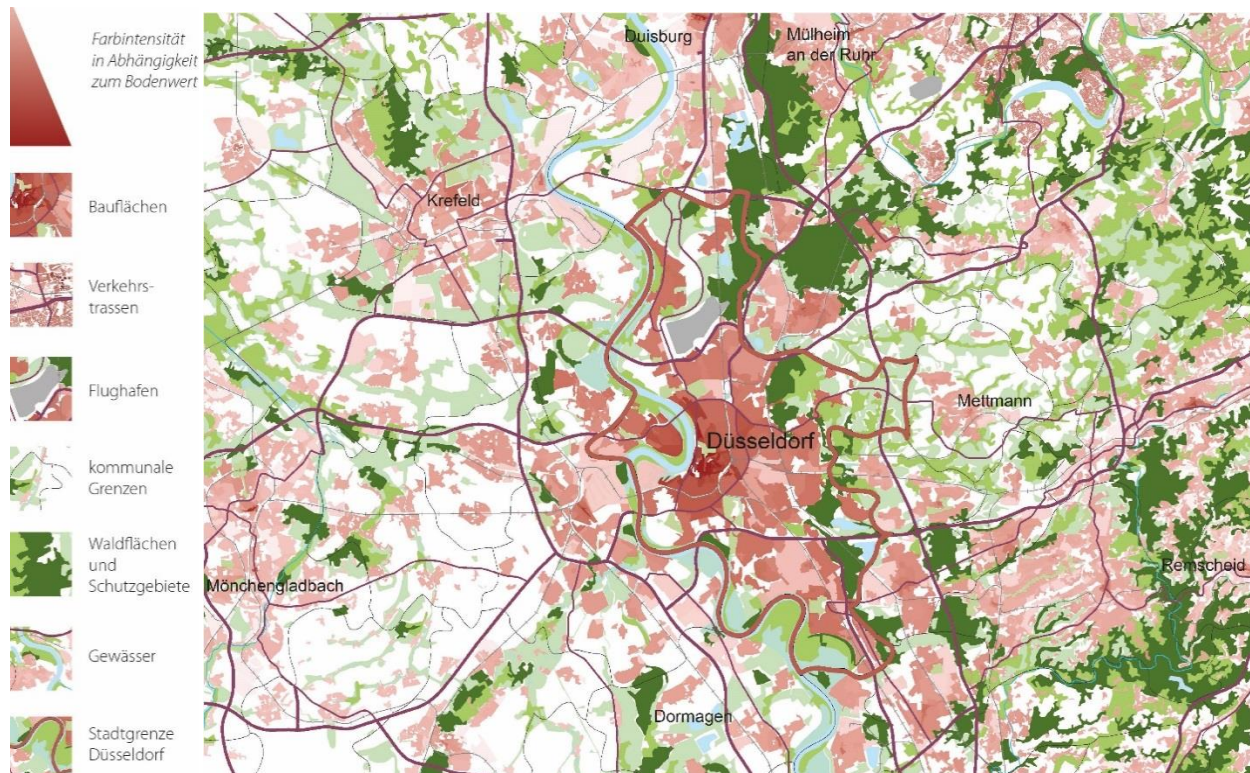 Farbintensität
in Abhängigkeit
zum Bodenwert
Bauflächen
Verkehrs-
trassen
Flughafen
kommunale
Grenzen
Waldflächen
und
Schutzgebiete
Gewässer
Stadtgrenze
Düsseldorf
Duisburg
Mülheim
an der Ruhr
Krefeld
Düsseldorf
Mettmann
Mönchengladbach
Remscheid
Dormagen